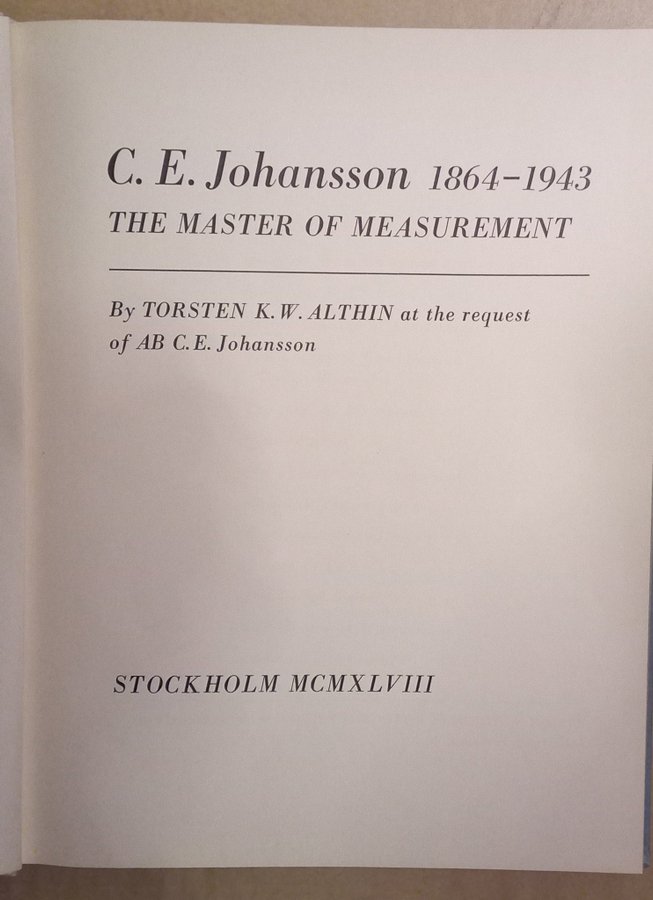 C. E. Johansson 1864–1943
THE MASTER OF MEASUREMENT
By TORSTEN K. W. ALTHIN at the request
of AB C. E. Johansson
STOCKHOLM MCMXLVIII